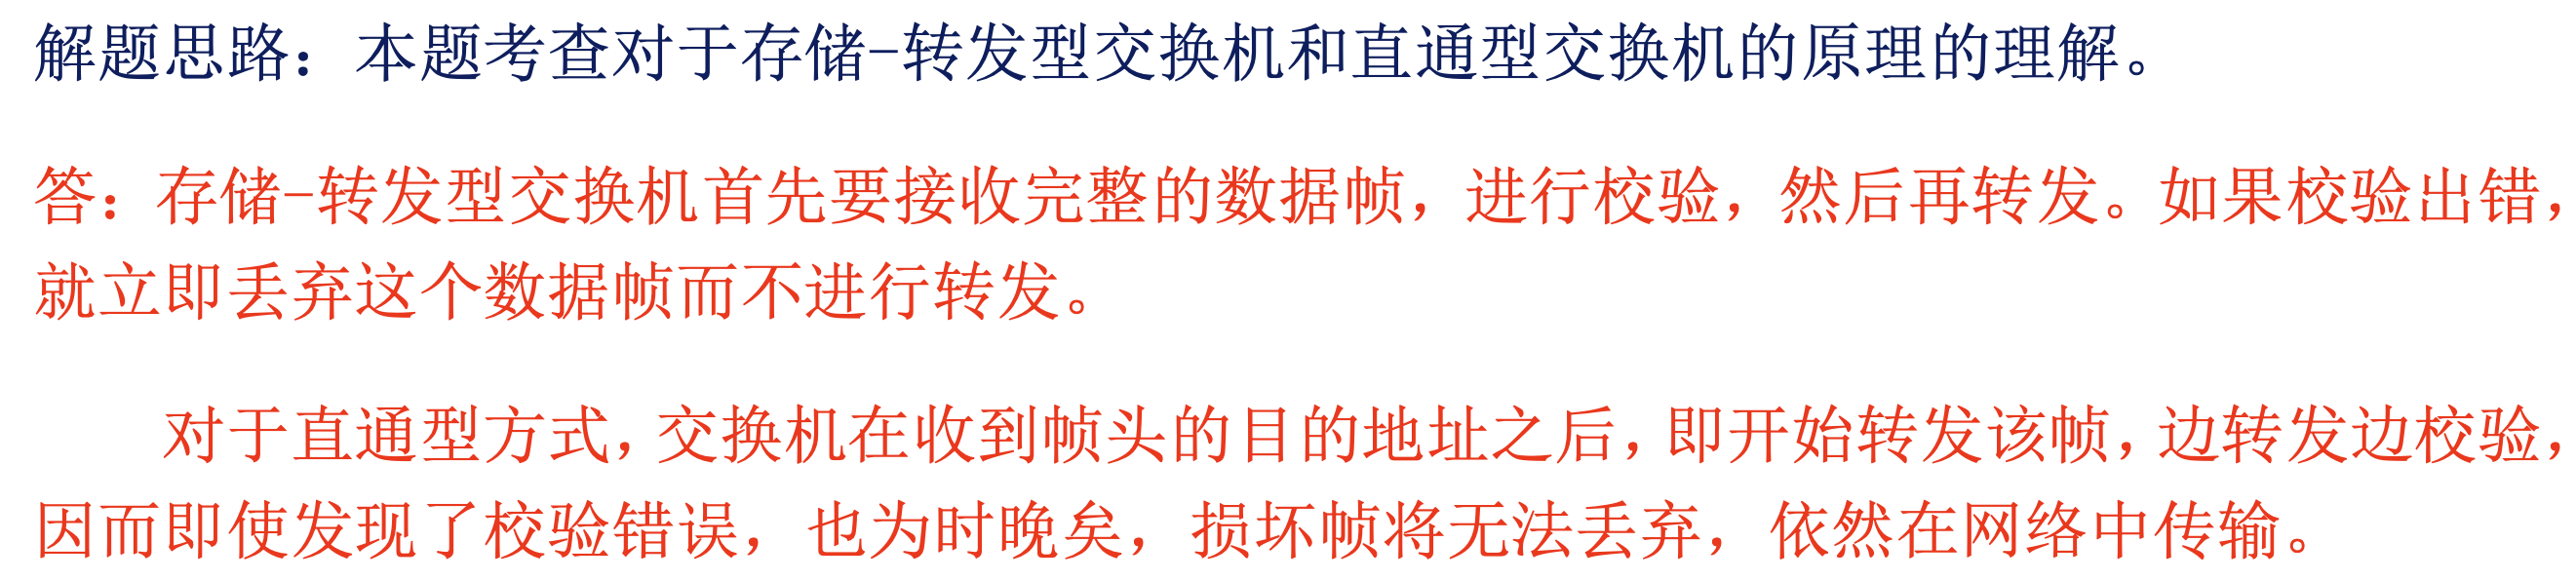 解题思路：本题考查对于存储-转发型交换机和直通型交换机的原理的理解。
答：存储-转发型交换机首先要接收完整的数据帧，进行校验，然后再转发。如果校验出错，
就立即丢弃这个数据帧而不进行转发。
对于直通型方式，交换机在收到帧头的目的地址之后，即开始转发该帧，边转发边校验，
因而即使发现了校验错误，也为时晚矣，损坏帧将无法丢弃，依然在网络中传输。